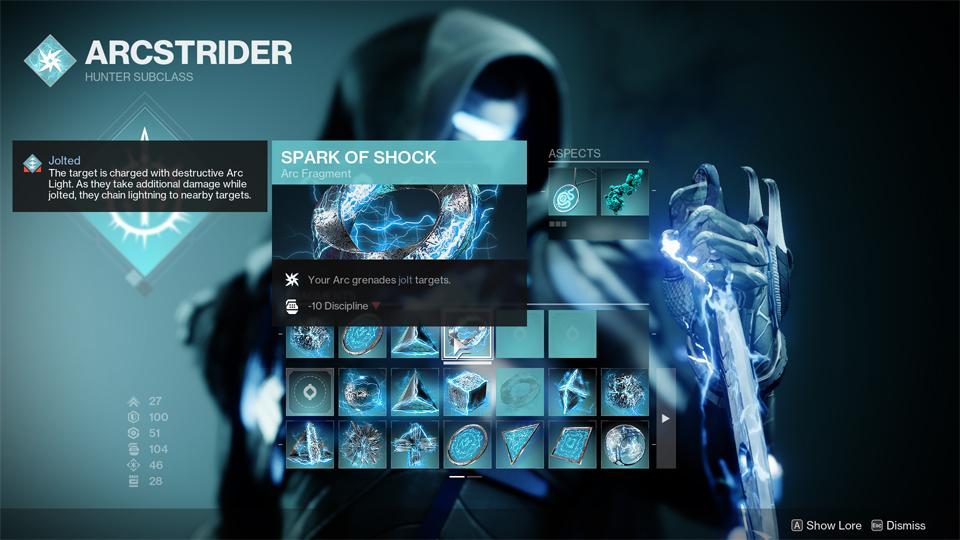 ARCSTRIDER
HUNTER SUBCLASS
Jolted
The target is charged with destructive Arc
Light. As they take additional damage while
jolted, they chain lightning to nearby targets.
SPARK OF SHOCK
Arc Fragment
Your Arc grenades jolt targets.
-10 Discipline
ASPECTS
27
100
51
104
46
28
A Show Lore Esc Dismiss